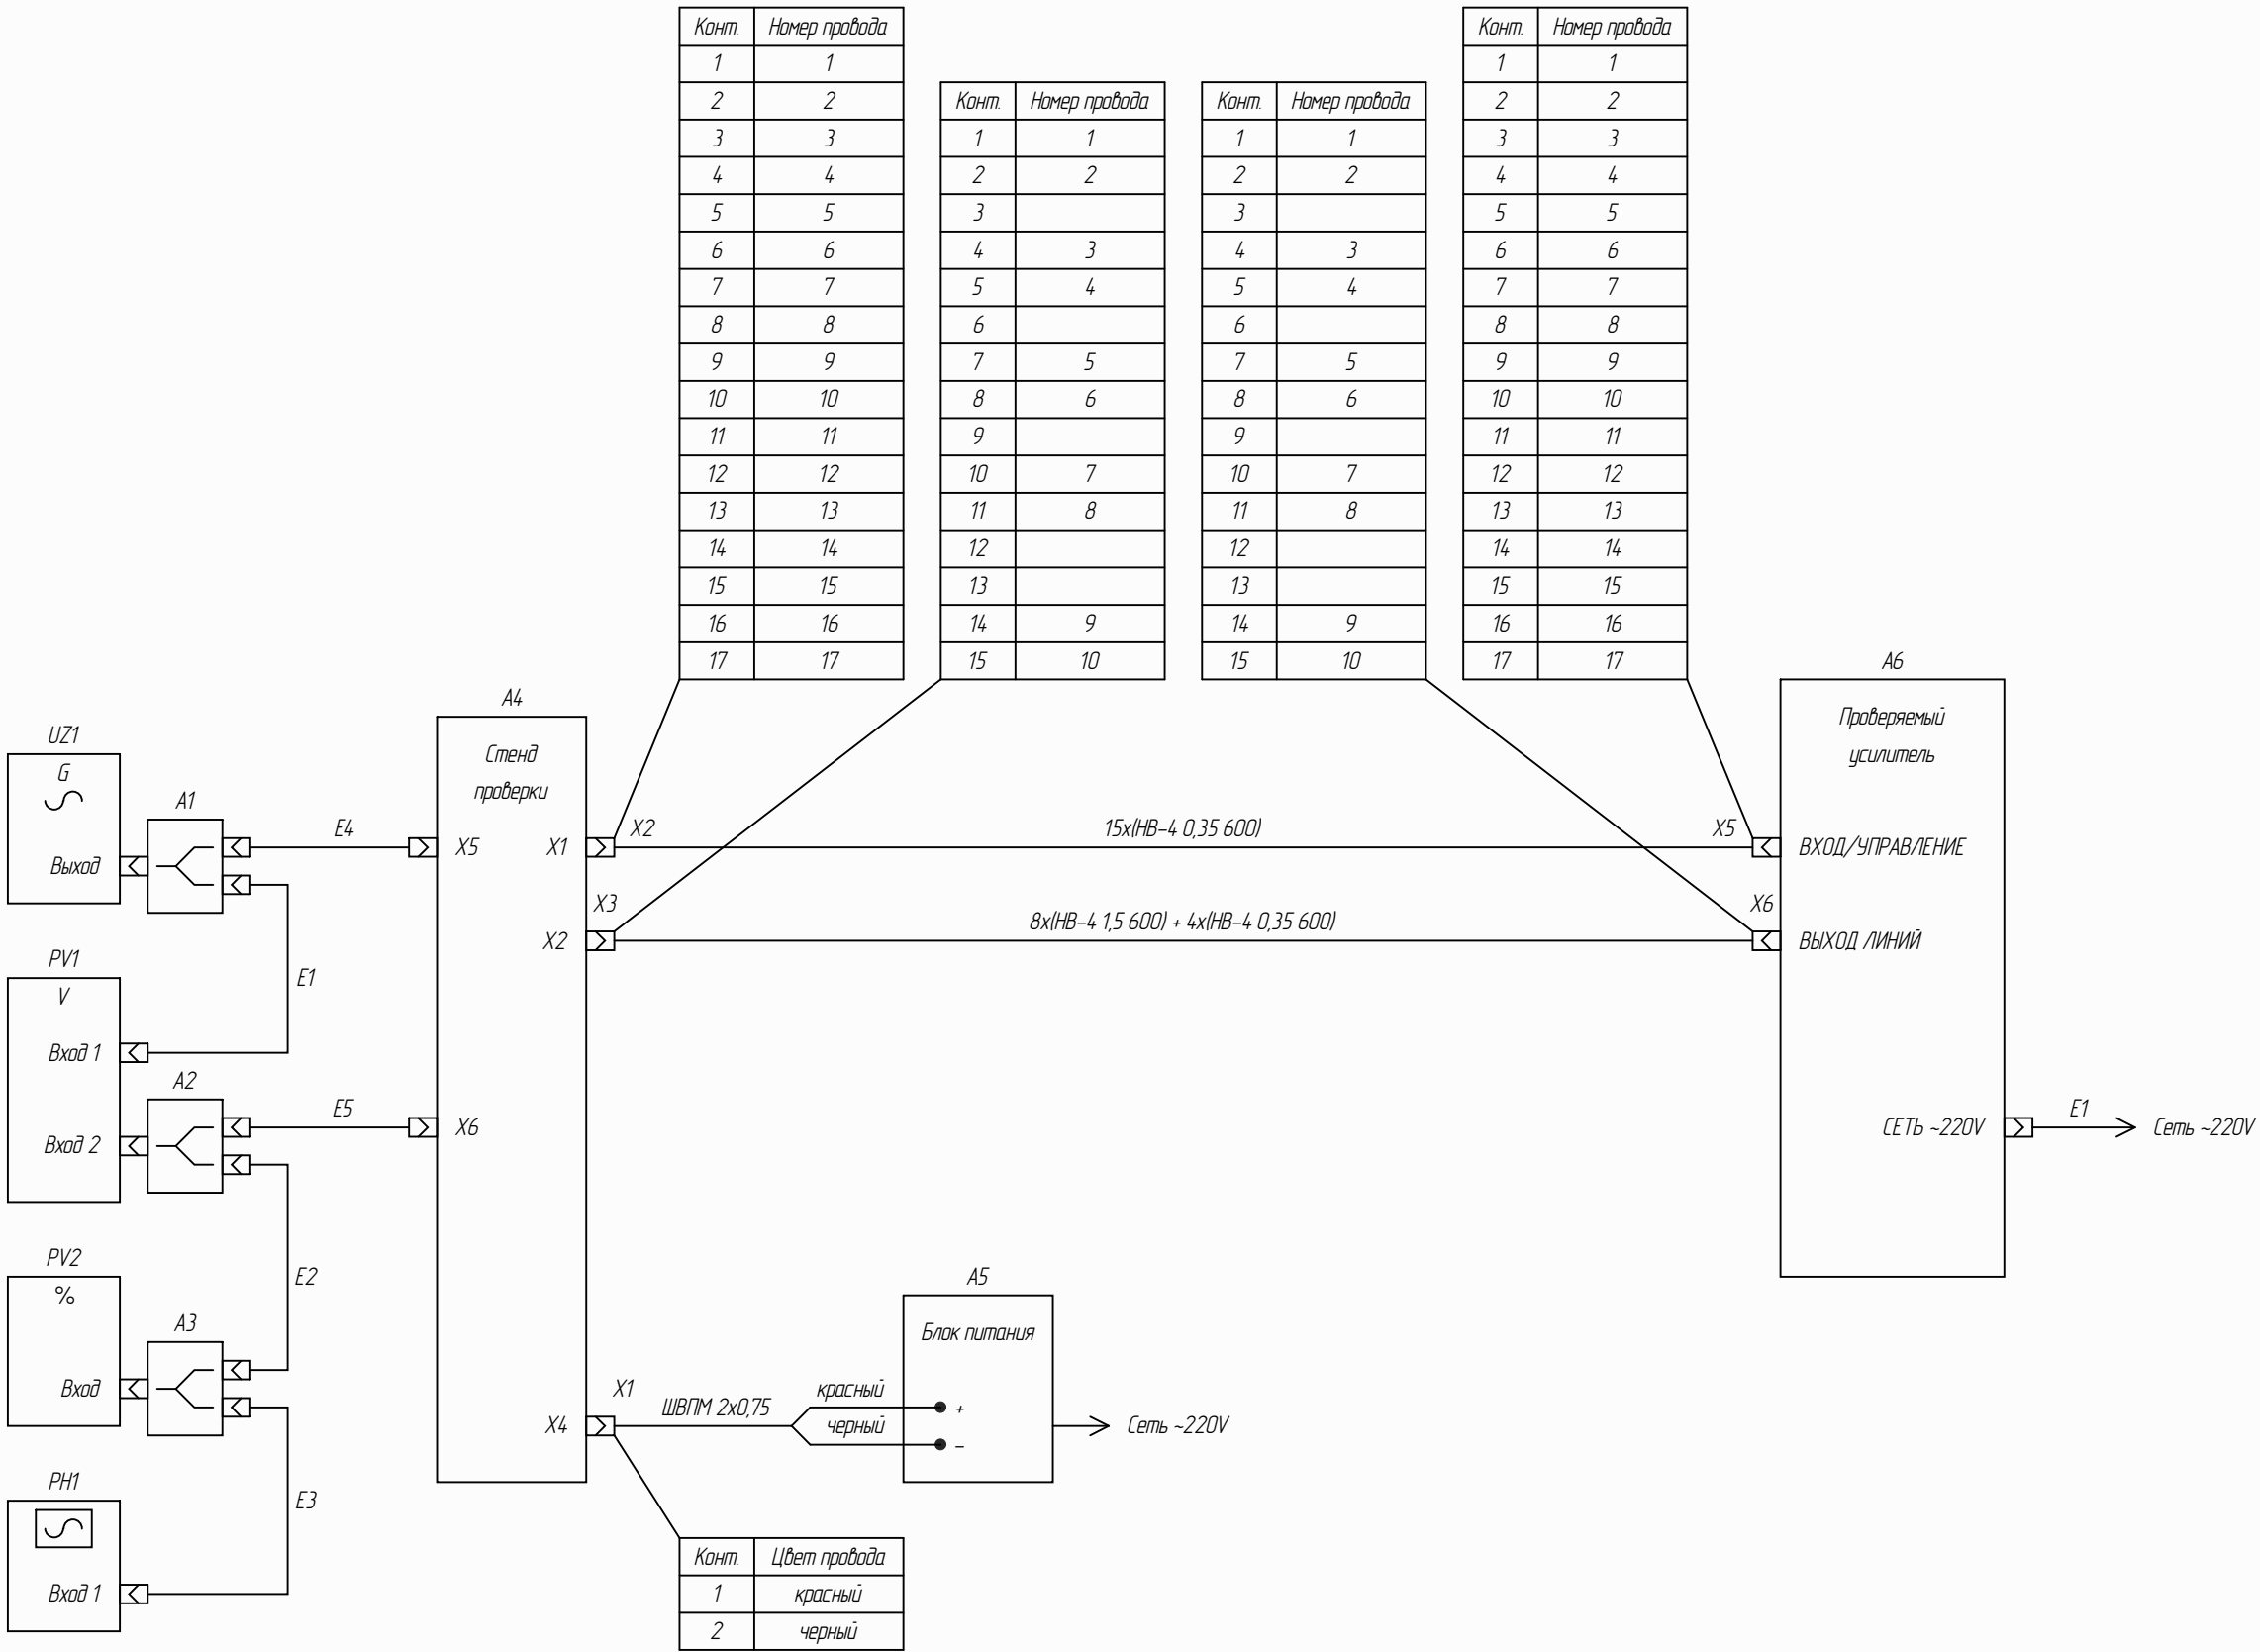 Конт. Номер провода
1 1
2 2
3 3
4 4
5 5
6 6
7 7
8 8
9 9
10 10
11 11
12 12
13 13
14 14
15 15
16 16
17 17
Конт. Номер провода
1 1
2 2
3
4 3
5 4
6
7 5
8 6
9
10 7
11 8
12
13
14 9
15 10
Конт. Номер провода
1 1
2 2
3
4 3
5 4
6
7 5
8 6
9
10 7
11 8
12
13
14 9
15 10
Конт. Номер провода
1 1
2 2
3 3
4 4
5 5
6 6
7 7
8 8
9 9
10 10
11 11
12 12
13 13
14 14
15 15
16 16
17 17
UZ1
G
Выход
A1
E4
E1
PV1
V
Вход 1
Вход 2
A2
E5
E2
PV2
%
Вход
A3
E3
PH1
Вход 1
A4
Стенд
проверки
X5
X1
X2
X6
X4
X2
15х(НВ-4 0,35 600)
X5
X3
8х(НВ-4 1,5 600) + 4х(НВ-4 0,35 600)
X6
A6
Проверяемый
усилитель
ВХОД/УПРАВЛЕНИЕ
ВЫХОД ЛИНИЙ
СЕТЬ ~220V
E1
Сеть ~220V
X1
ШВПМ 2х0,75
красный
черный
A5
Блок питания
+
–
Сеть ~220V
Конт. Цвет провода
1 красный
2 черный